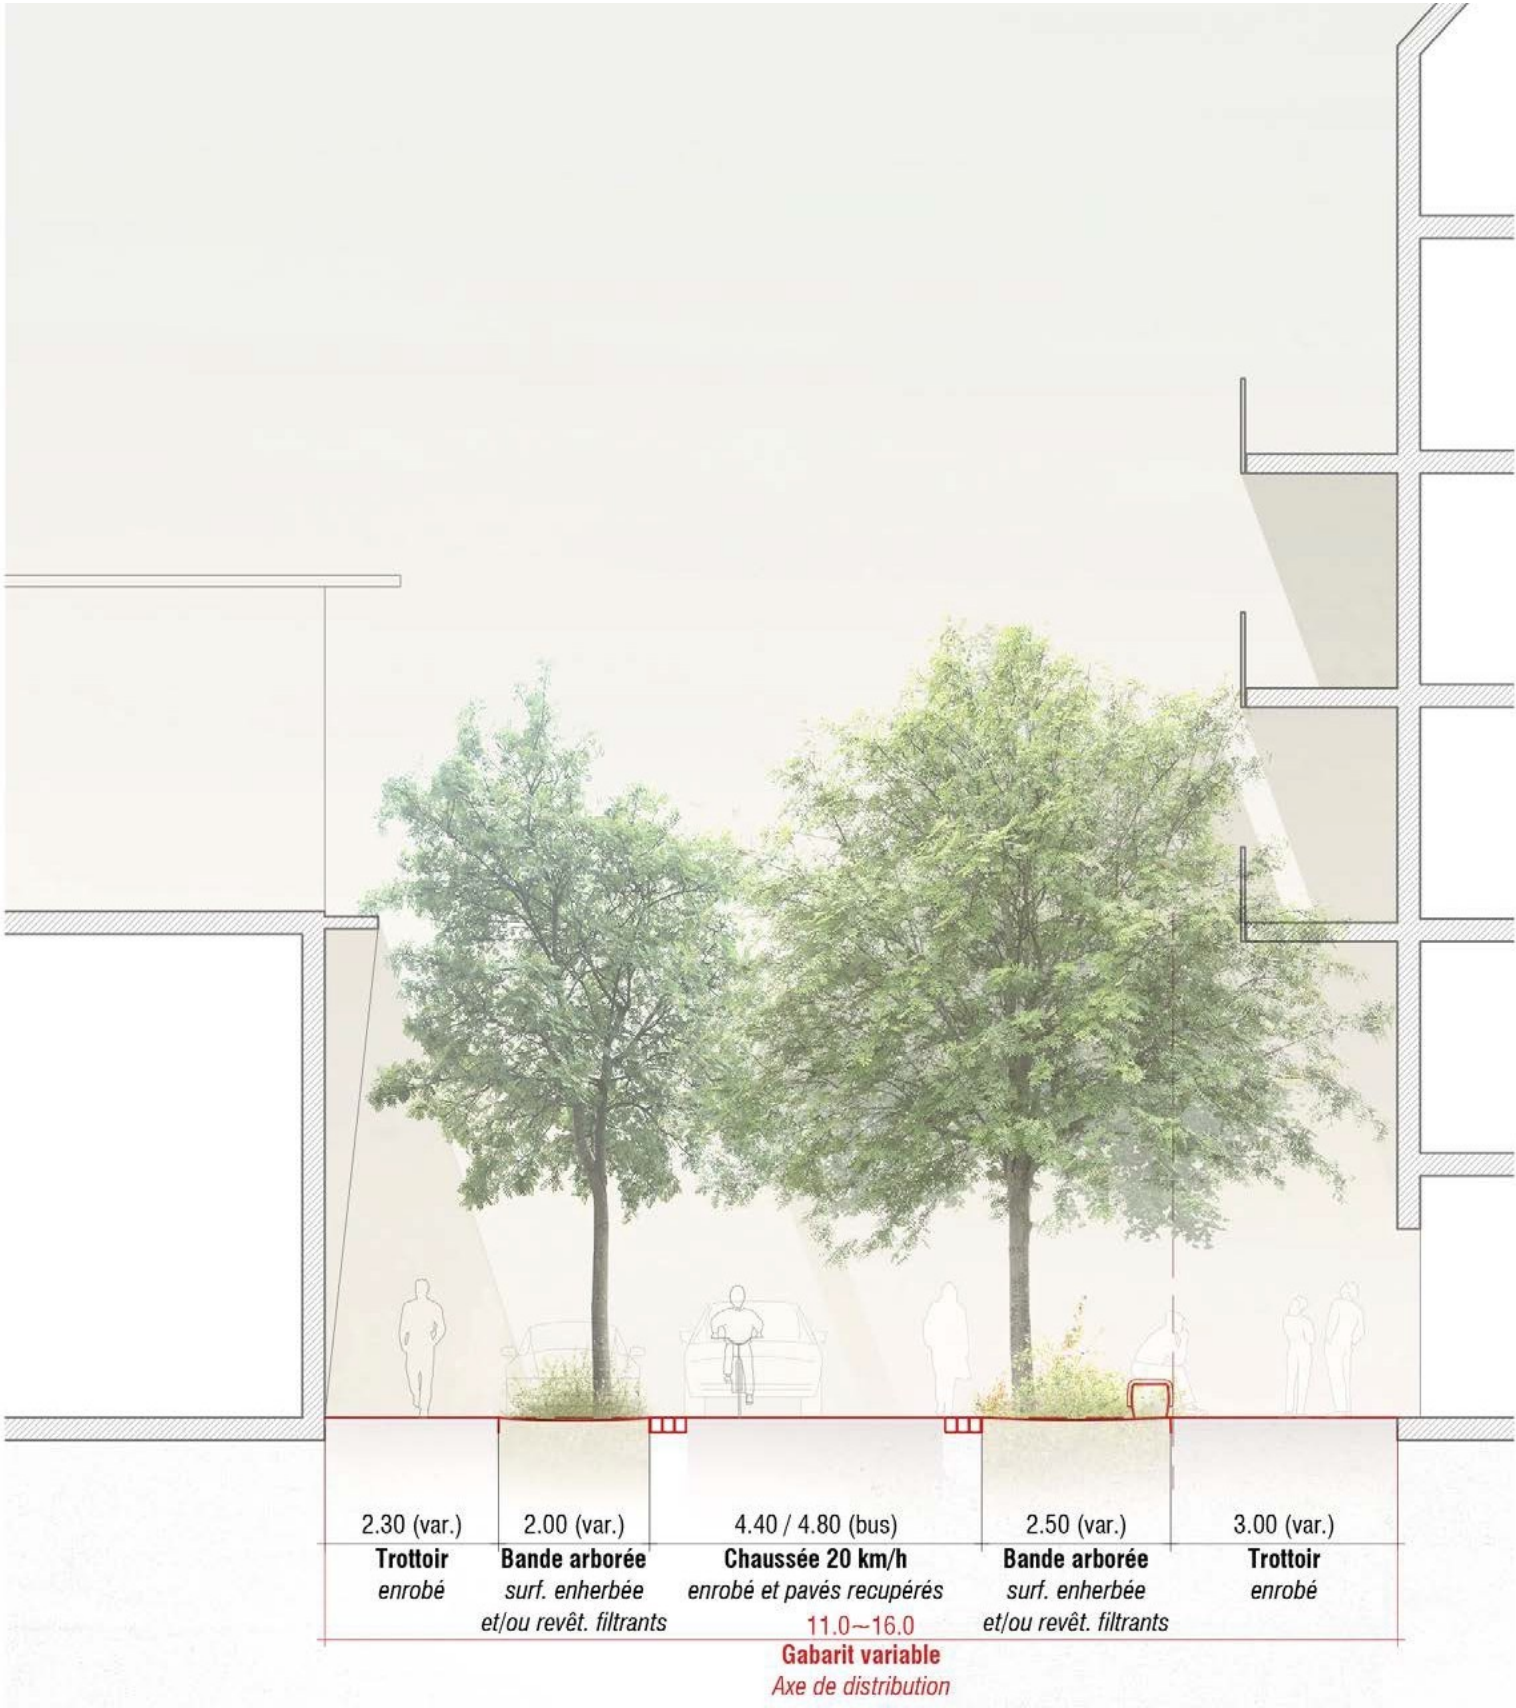 2.30 (var.) 2.00 (var.) 4.40 / 4.80 (bus) 2.50 (var.) 3.00 (var.)
Trottoir Bande arborée Chaussée 20 km/h Bande arborée Trottoir
enrobé surf. enherbée enrobé et pavés recupérés surf. enherbée enrobé
et/ou revêt. filtrants 11.0~16.0 et/ou revêt. filtrants
Gabarit variable
Axe de distribution